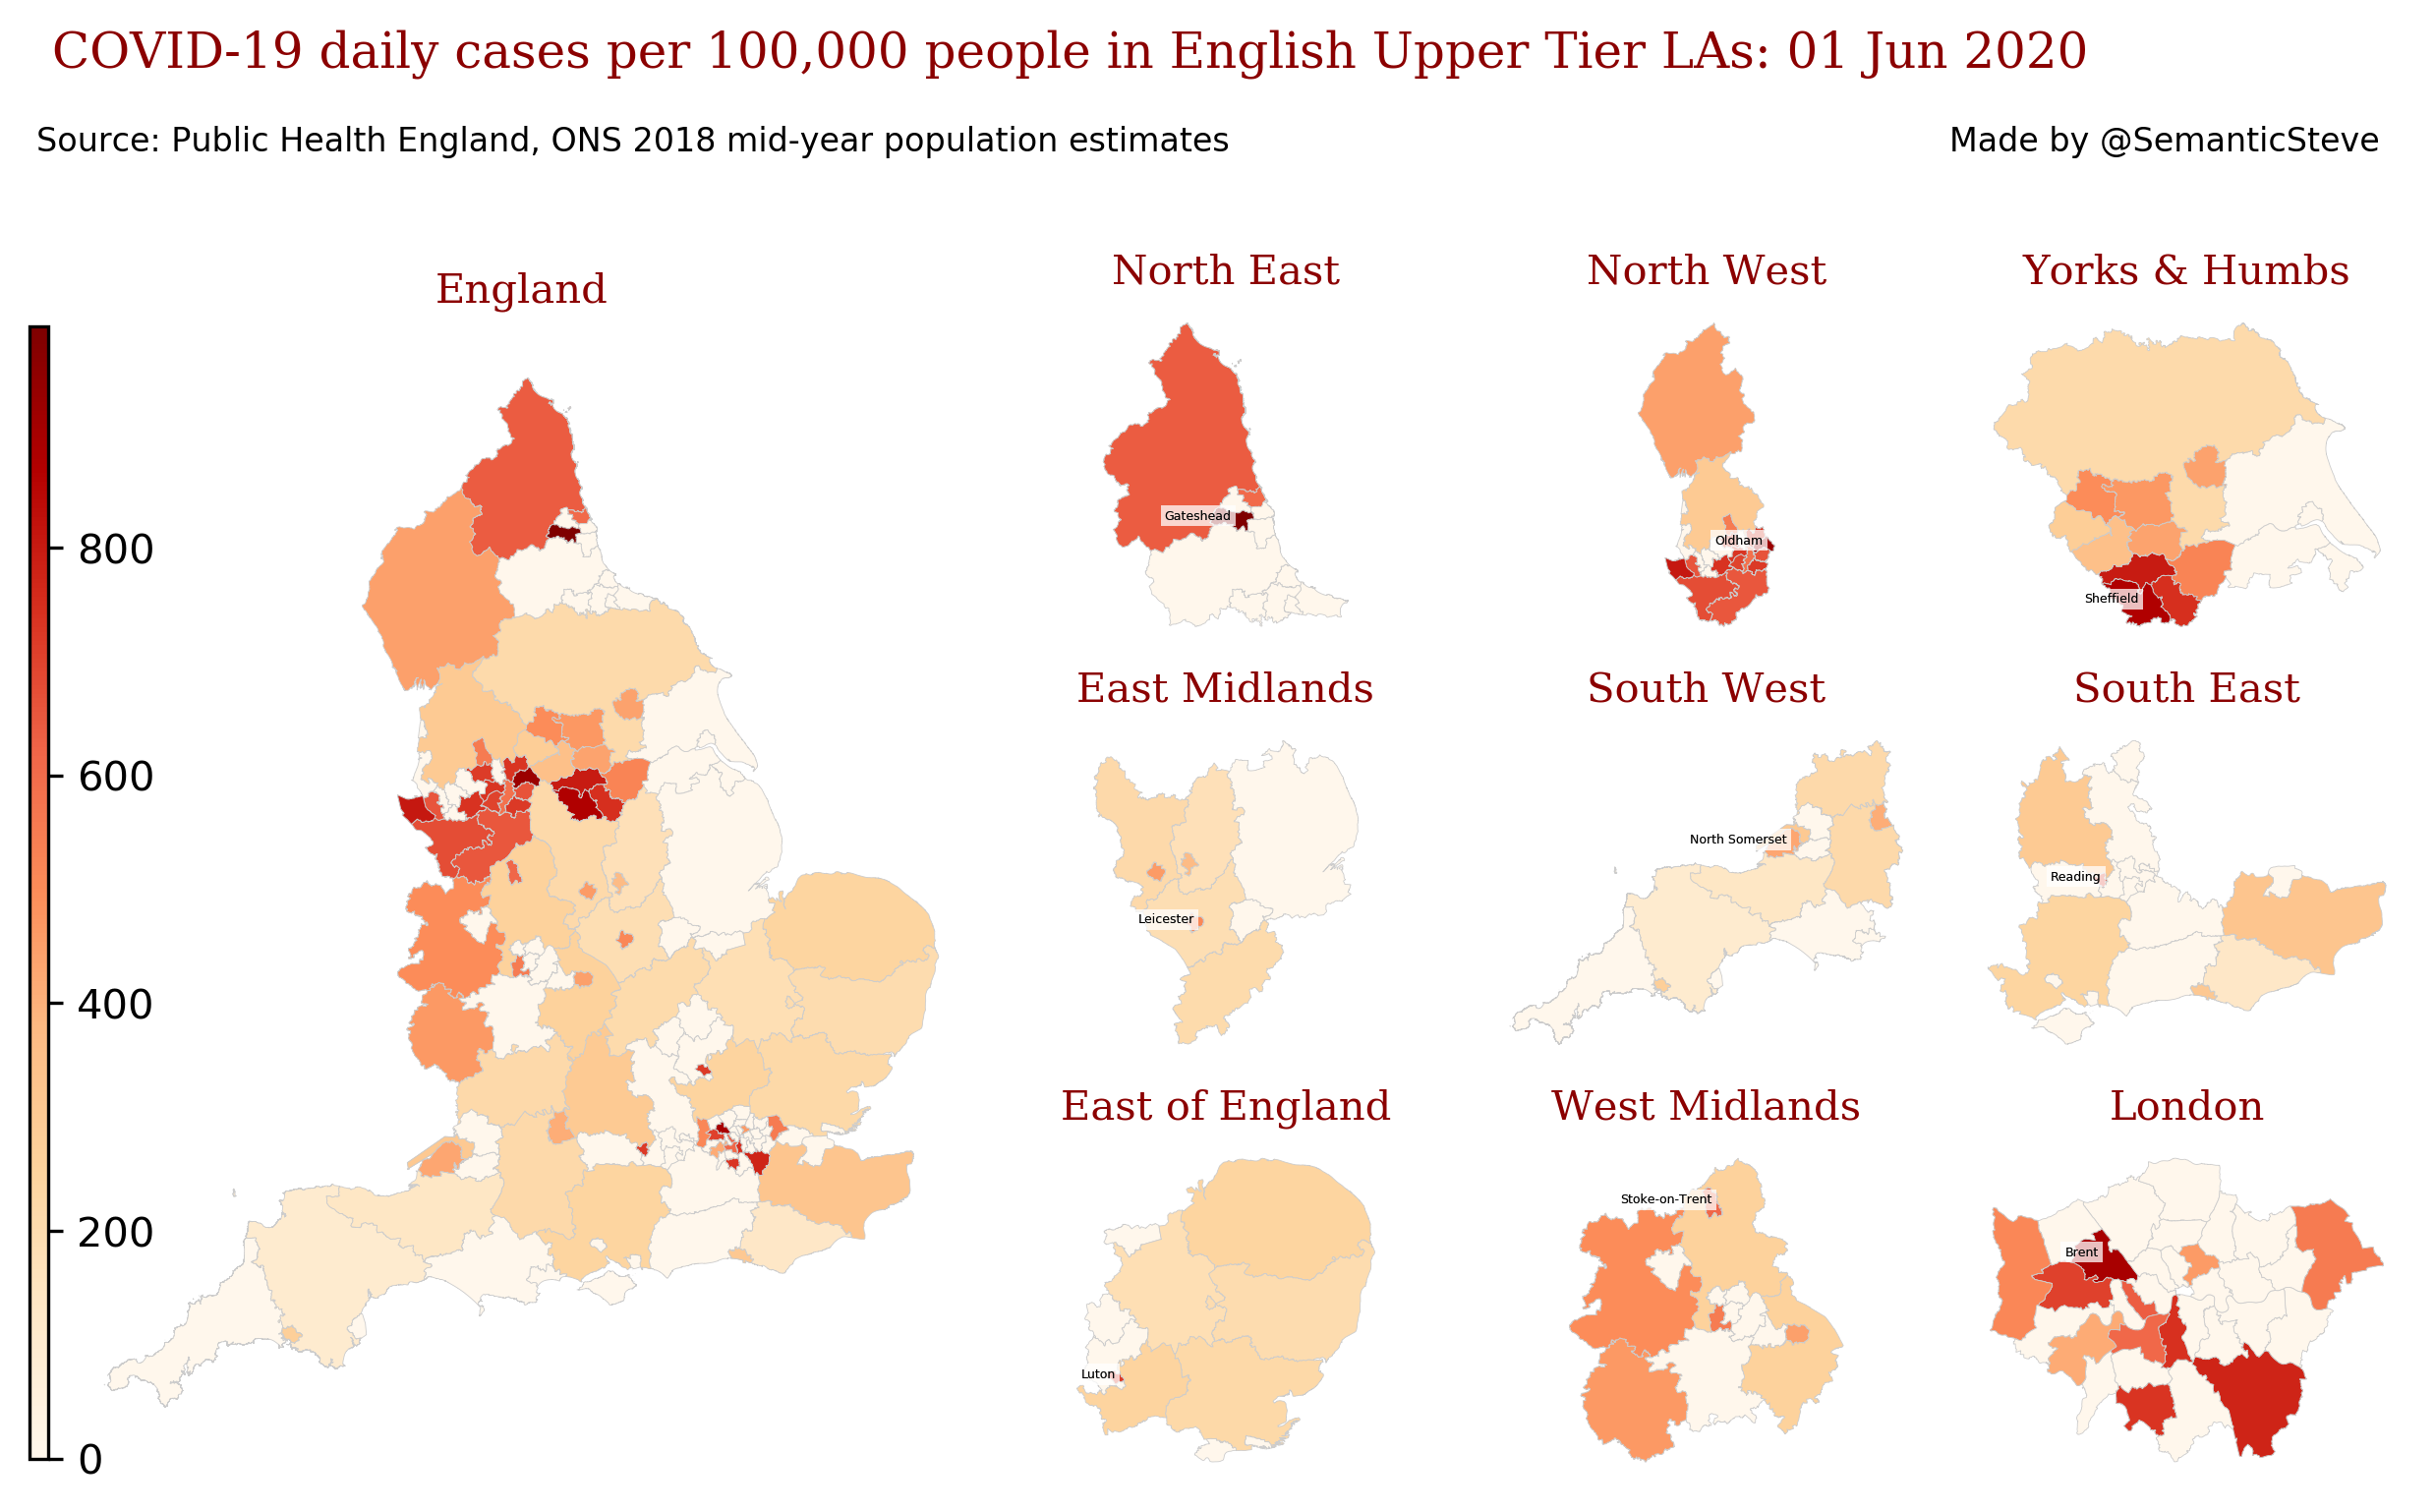 COVID-19 daily cases per 100,000 people in English Upper Tier LAs: 01 Jun 2020
Source: Public Health England, ONS 2018 mid-year population estimates
Made by @SemanticSteve
England
North East
North West
Yorks & Humbs
Gateshead
Oldham
Sheffield
800
600
400
200
0
East Midlands
South West
South East
North Somerset
Reading
Leicester
East of England
West Midlands
London
Stoke-on-Trent
Brent
Luton